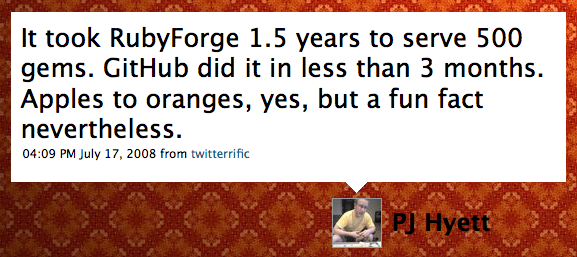 It took RubyForge 1.5 years to serve 500
gems. GitHub did it in less than 3 months.
Apples to oranges, yes, but a fun fact
nevertheless.
04:09 PM July 17, 2008 from twitterrific
PJ Hyett